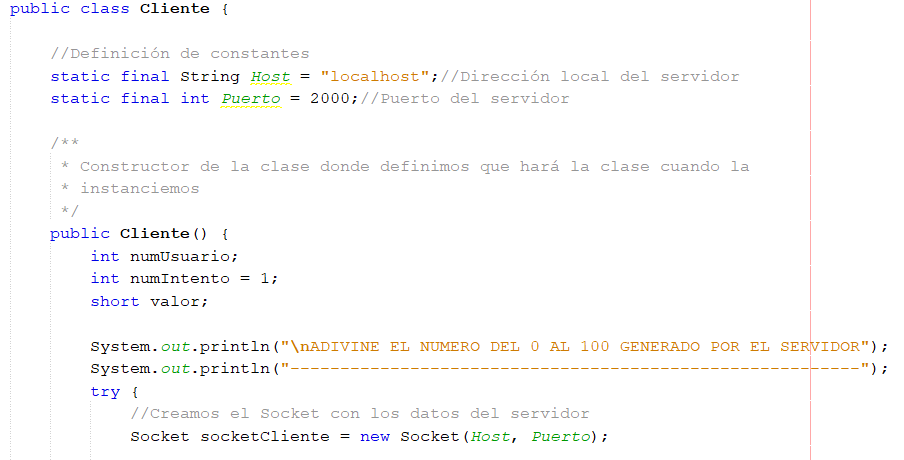 public class Cliente {
//Definición de constantes
static final String Host = "localhost";//Dirección local del servidor
static final int Puerto = 2000;//Puerto del servidor
/**
* Constructor de la clase donde definimos que hará la clase cuando la
* instanciemos
*/
public Cliente() {
int numUsuario;
int numIntento = 1;
short valor;
System.out.println("\nADIVINE EL NUMERO DEL 0 AL 100 GENERADO POR EL SERVIDOR");
System.out.println("---------------------------------------------------------");
try {
//Creamos el Socket con los datos del servidor
Socket socketCliente = new Socket(Host, Puerto);